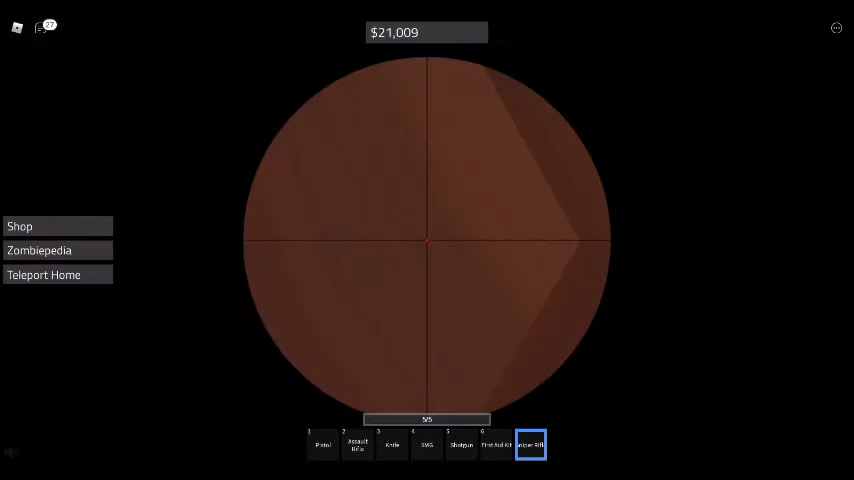 27
$21,009
Shop
Zombiepedia
Teleport Home
5/5
1 2 3 4 5 6
Pistol
Assault Rifle
Knife
SMG
Shotgun
First Aid Kit